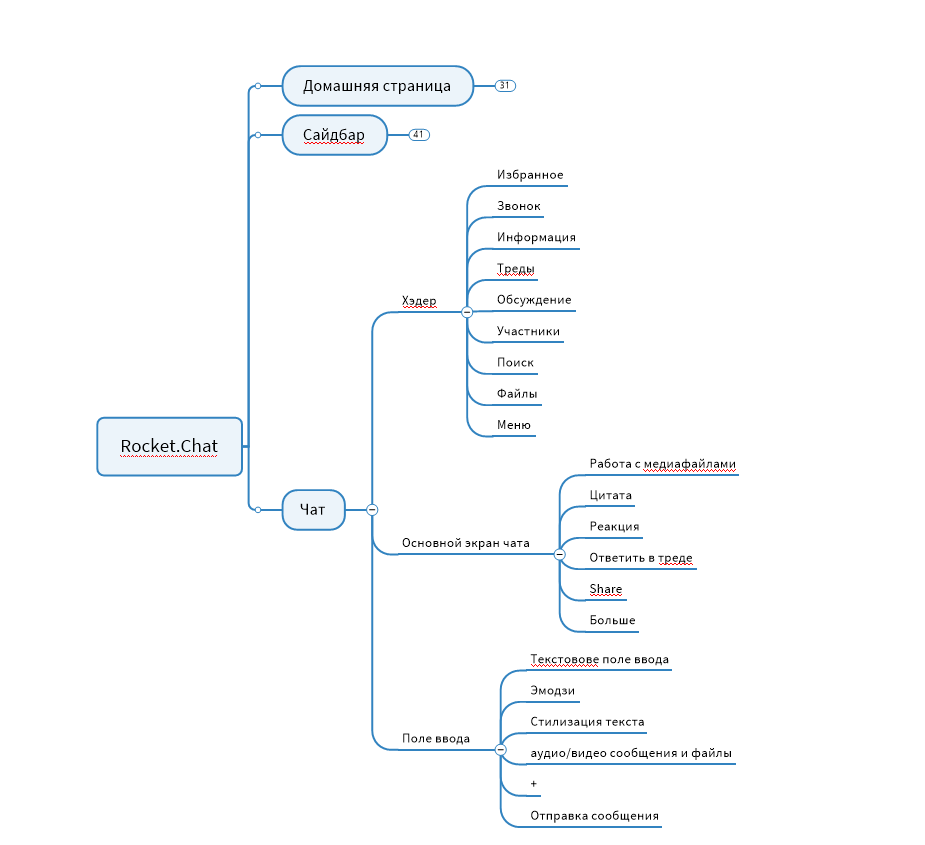 Домашняя страница
31
Сайдбар
41
Избранное
Звонок
Информация
Треды
Хэдер
Обсуждение
Участники
Поиск
Файлы
Меню
Rocket.Chat
Работа с медиафайлами
Цитата
Чат
Реакция
Основной экран чата
Ответить в треде
Share
Больше
Текстовове поле ввода
Эмодзи
Стилизация текста
Поле ввода
аудио/видео сообщения и файлы
+
Отправка сообщения